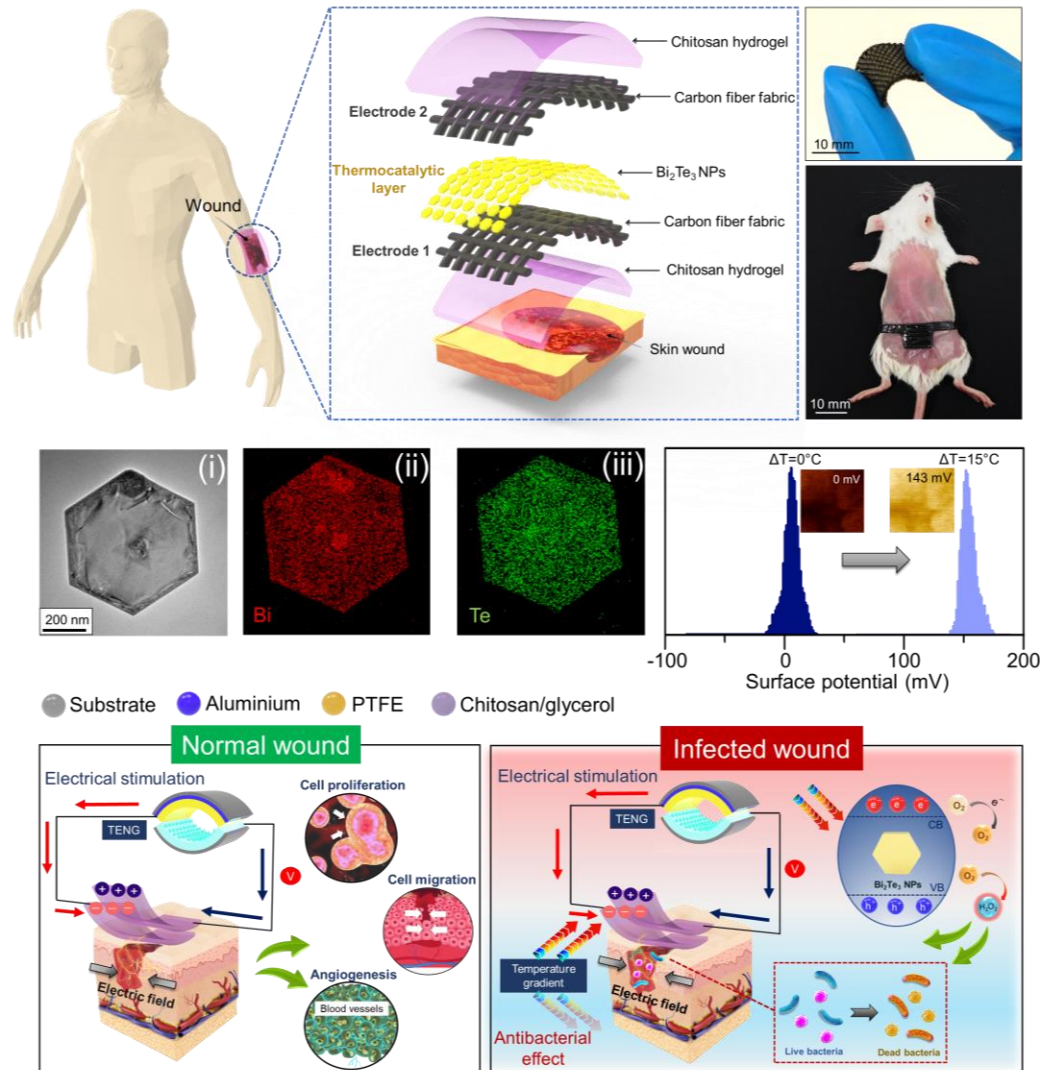 Wound
Chitosan hydrogel
Carbon fiber fabric
Electrode 2
Thermocatalytic
layer
Bi₂Te₃ NPs
Carbon fiber fabric
Electrode 1
Chitosan hydrogel
Skin wound
10 mm
10 mm
(i)
200 nm
(ii)
Bi
(iii)
Te
ΔT=0°C
ΔT=15°C
0 mV
143 mV
-100
0
100
200
Surface potential (mV)
Substrate
Aluminium
PTFE
Chitosan/glycerol
Normal wound
Electrical stimulation
TENG
V
+ + +
− − −
Electric field
Cell proliferation
Cell migration
Angiogenesis
Blood vessels
Infected wound
Electrical stimulation
TENG
V
+ + +
− − −
Temperature
gradient
Electric field
Antibacterial
effect
e⁻ e⁻ e⁻
CB
Bi₂Te₃ NPs
VB
h⁺ h⁺ h⁺
O₂
e⁻
O₂⁻
O₂⁻
H₂O₂
Live bacteria
Dead bacteria